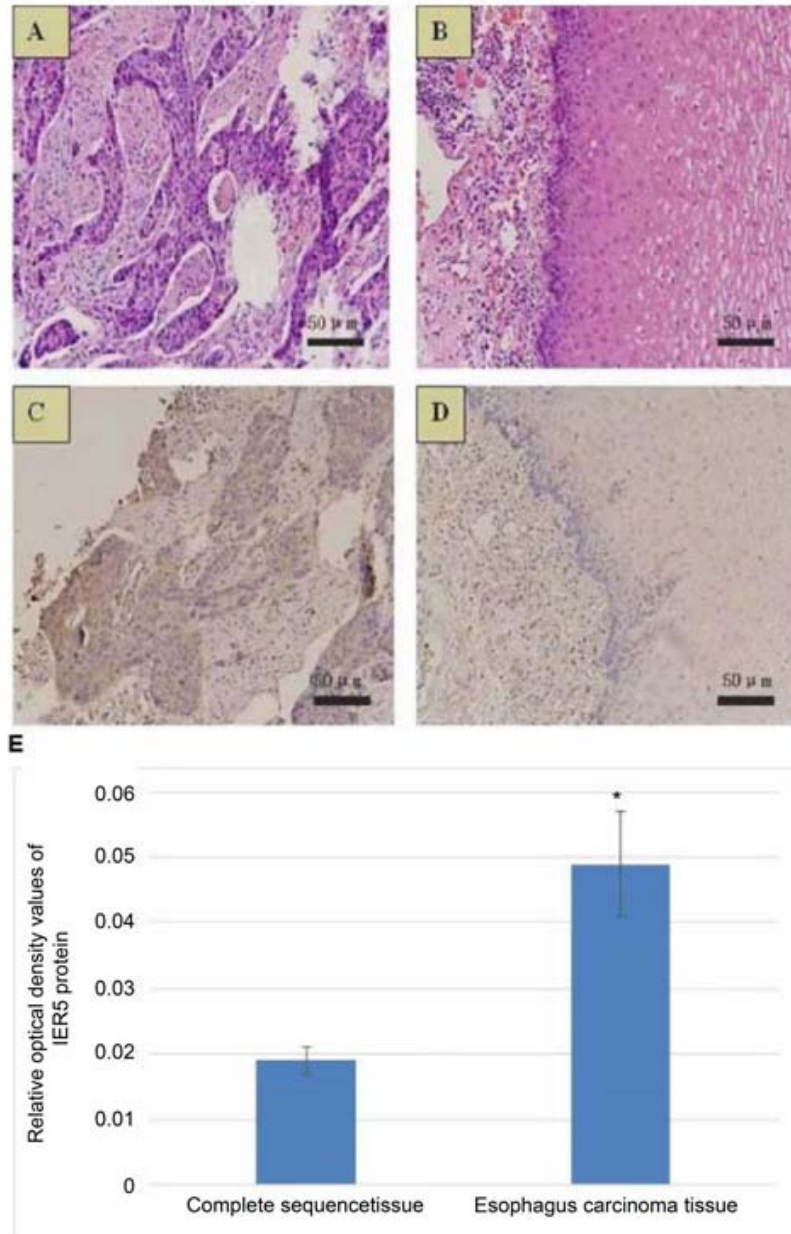 A
50 μm
B
50 μm
C
50 μm
D
50 μm
E
Relative optical density values of
IER5 protein
0.06
0.05
0.04
0.03
0.02
0.01
0
*
Complete sequencetissue
Esophagus carcinoma tissue